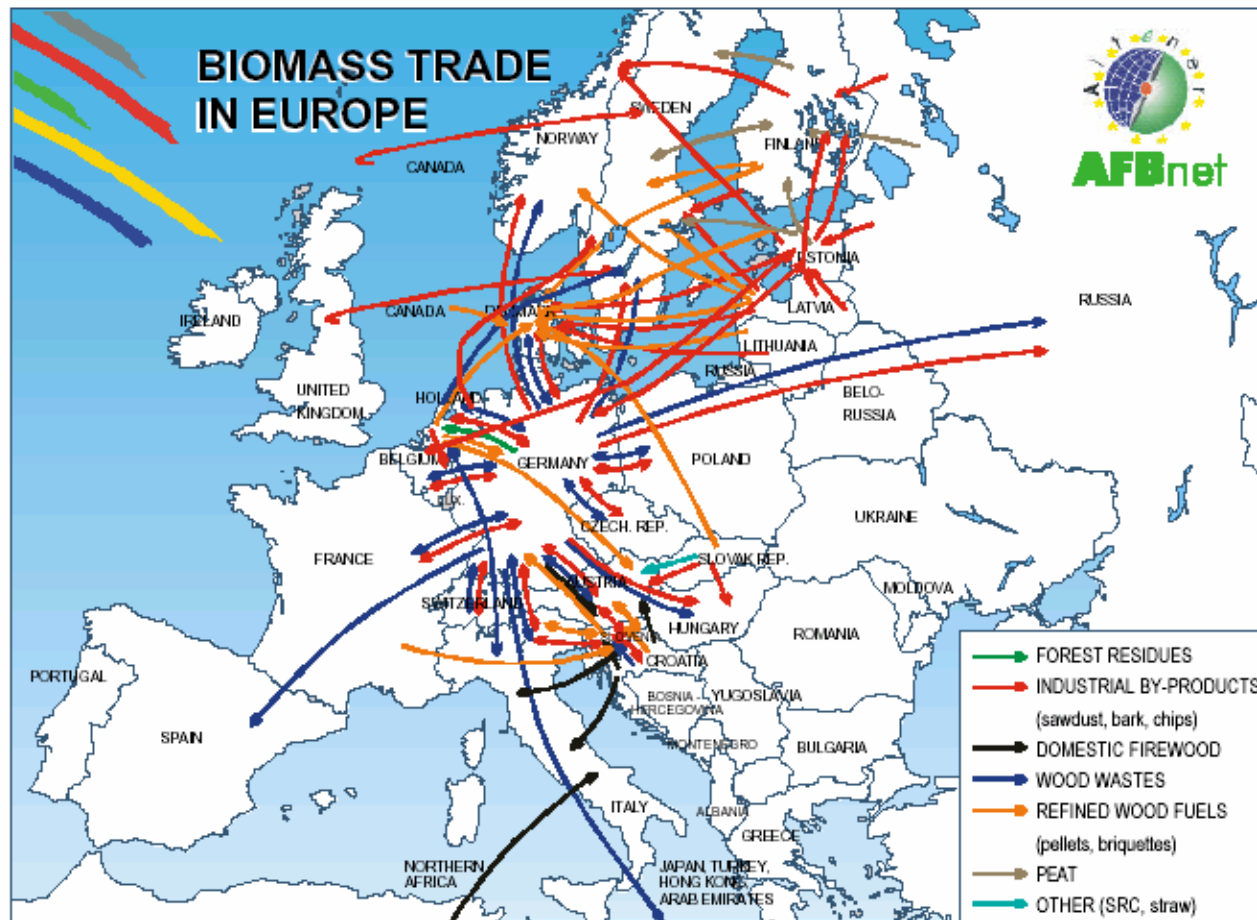 BIOMASS TRADE
IN EUROPE
Altener
AFBnet
SWEDEN
NORWAY
FINLAND
CANADA
ESTONIA
RUSSIA
IRELAND
CANADA
DENMARK
LATVIA
LITHUANIA
RUSSIA
UNITED
KINGDOM
HOLLAND
BELO-
RUSSIA
BELGIUM
GERMANY
POLAND
LUX.
CZECH. REP.
UKRAINE
FRANCE
SLOVAK REP.
AUSTRIA
MOLDOVA
SWITZERLAND
HUNGARY
ROMANIA
SLOVENIA
CROATIA
PORTUGAL
BOSNIA -
HERCEGOVINA
YUGOSLAVIA
SPAIN
MONTENEGRO
BULGARIA
ITALY
ALBANIA
GREECE
NORTHERN
AFRICA
JAPAN, TURKEY,
HONG KONG,
ARAB EMIRATES
FOREST RESIDUES
INDUSTRIAL BY-PRODUCTS
(sawdust, bark, chips)
DOMESTIC FIREWOOD
WOOD WASTES
REFINED WOOD FUELS
(pellets, briquettes)
PEAT
OTHER (SRC, straw)